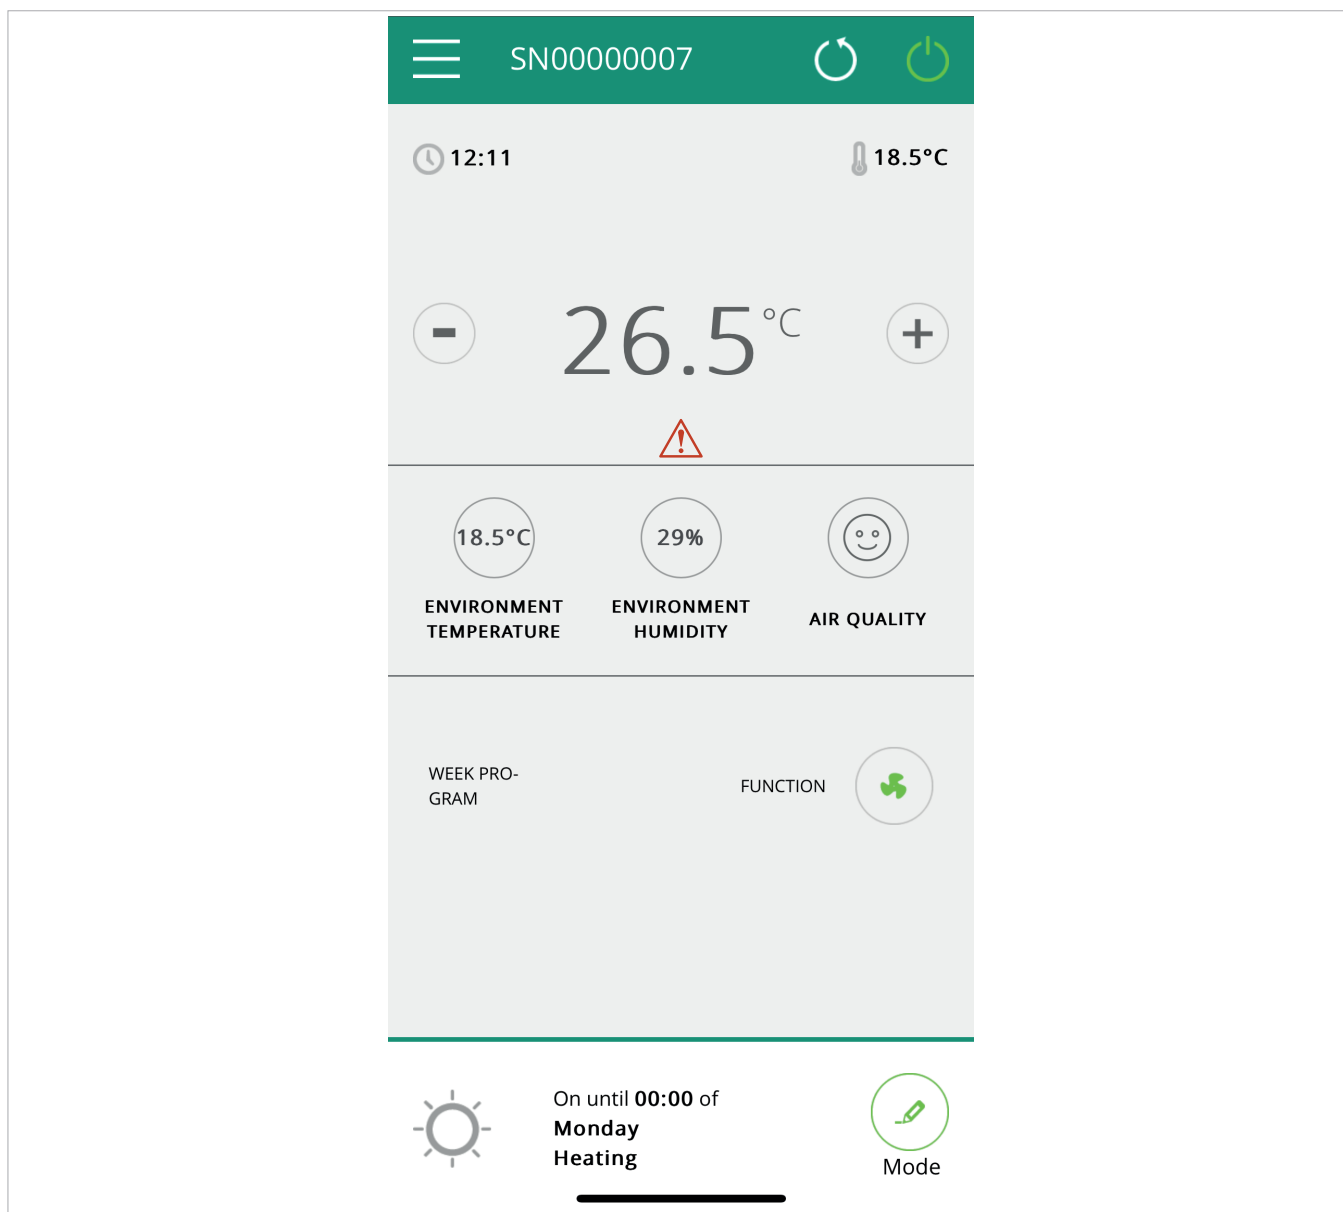 SN00000007
12:11
18.5°C
26.5°C
18.5°C
29%
ENVIRONMENT
TEMPERATURE
ENVIRONMENT
HUMIDITY
AIR QUALITY
WEEK PRO-
GRAM
FUNCTION
On until 00:00 of
Monday
Heating
Mode